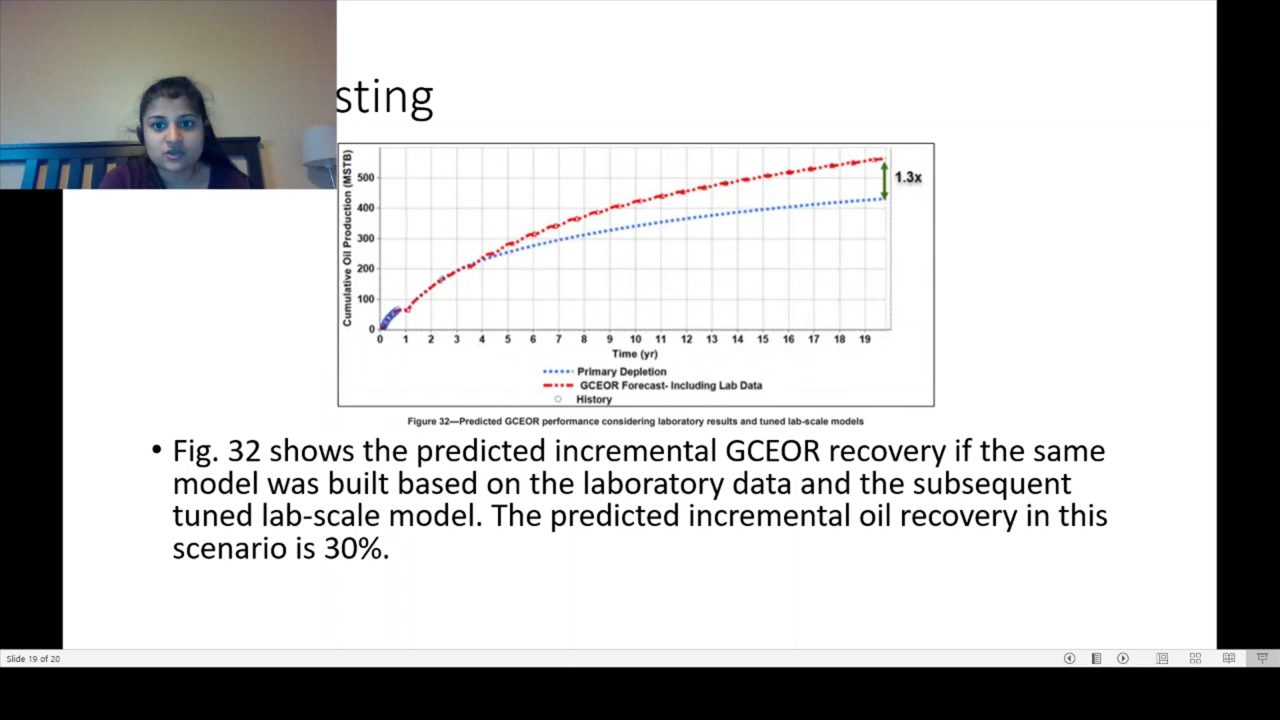 sting
Cumulative Oil Production (MSTB)
500
400
300
200
100
0
0 1 2 3 4 5 6 7 8 9 10 11 12 13 14 15 16 17 18 19
Time (yr)
1.3x
Primary Depletion
GCEOR Forecast- Including Lab Data
History
Figure 32—Predicted GCEOR performance considering laboratory results and tuned lab-scale models
• Fig. 32 shows the predicted incremental GCEOR recovery if the same
model was built based on the laboratory data and the subsequent
tuned lab-scale model. The predicted incremental oil recovery in this
scenario is 30%.
Slide 19 of 20